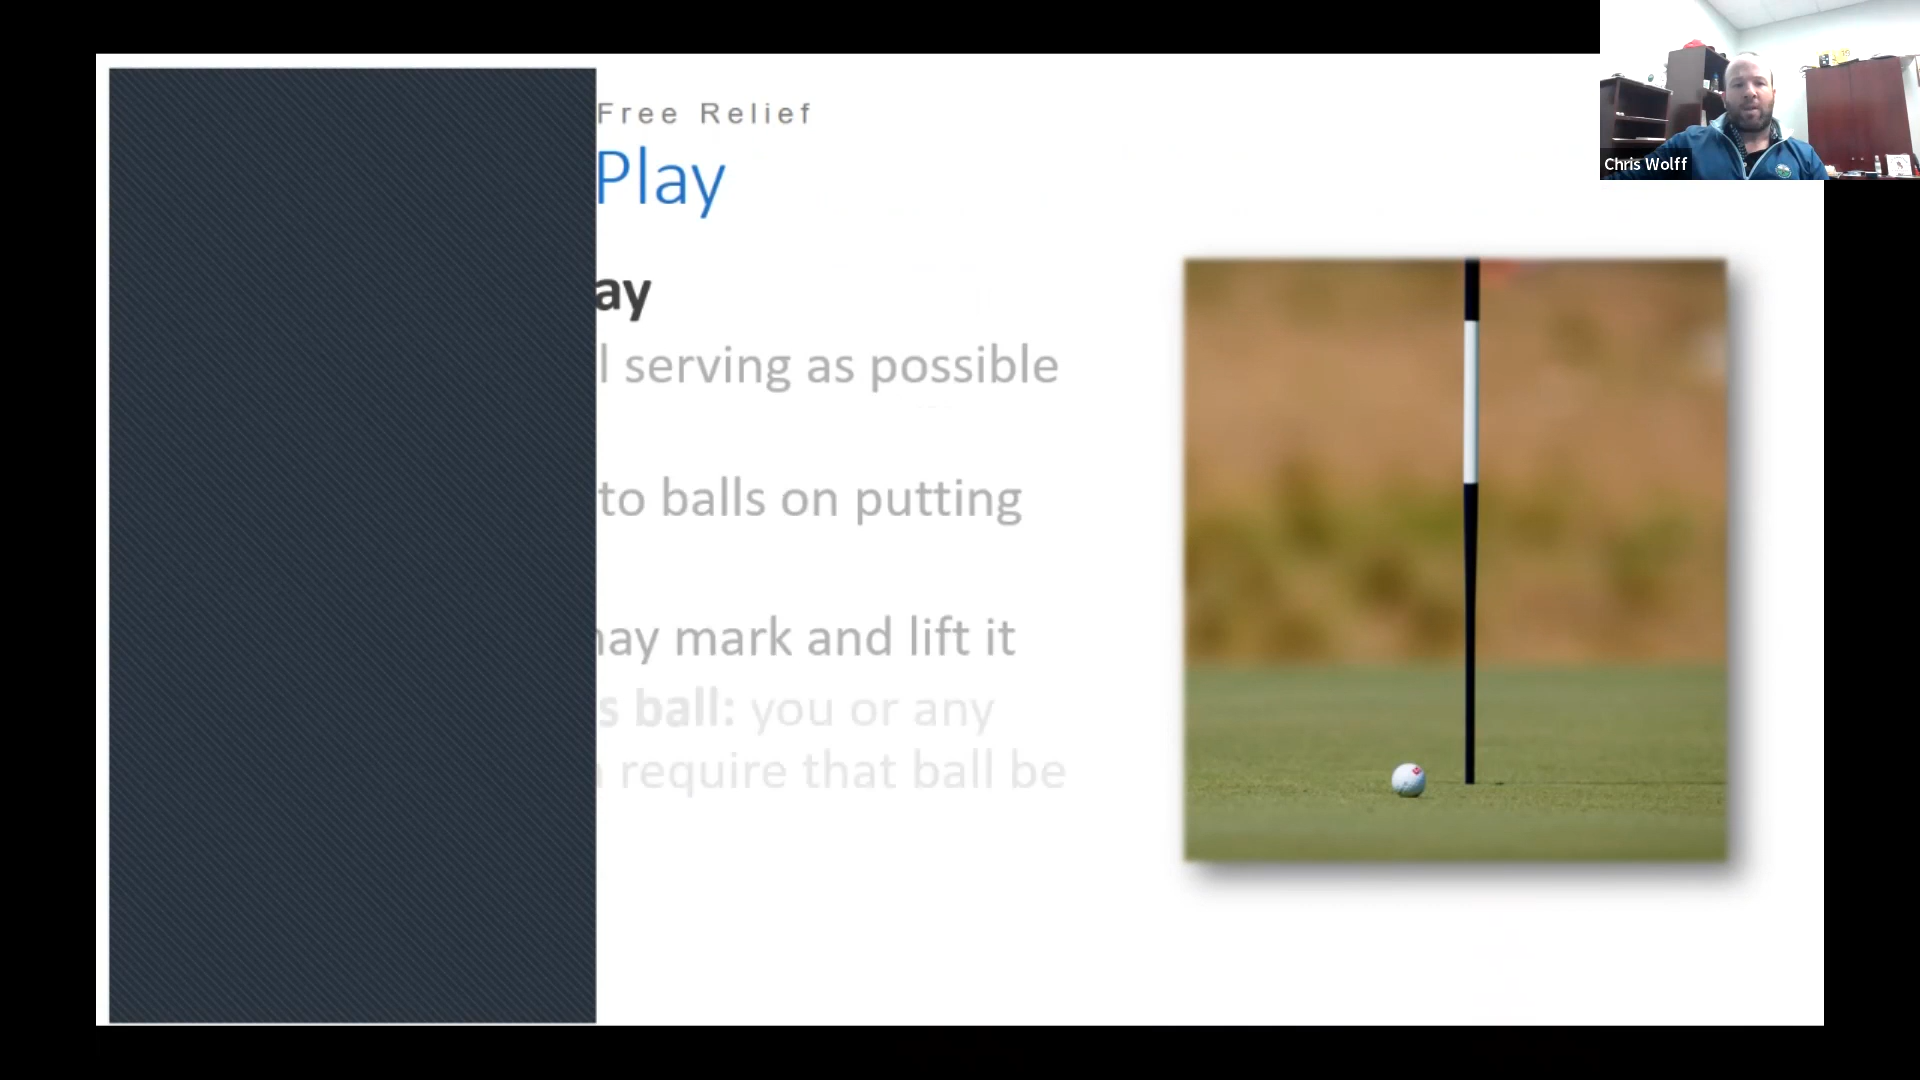 Free Relief
Chris Wolff
Play
ay
l serving as possible
to balls on putting
may mark and lift it
s ball: you or any
require that ball be